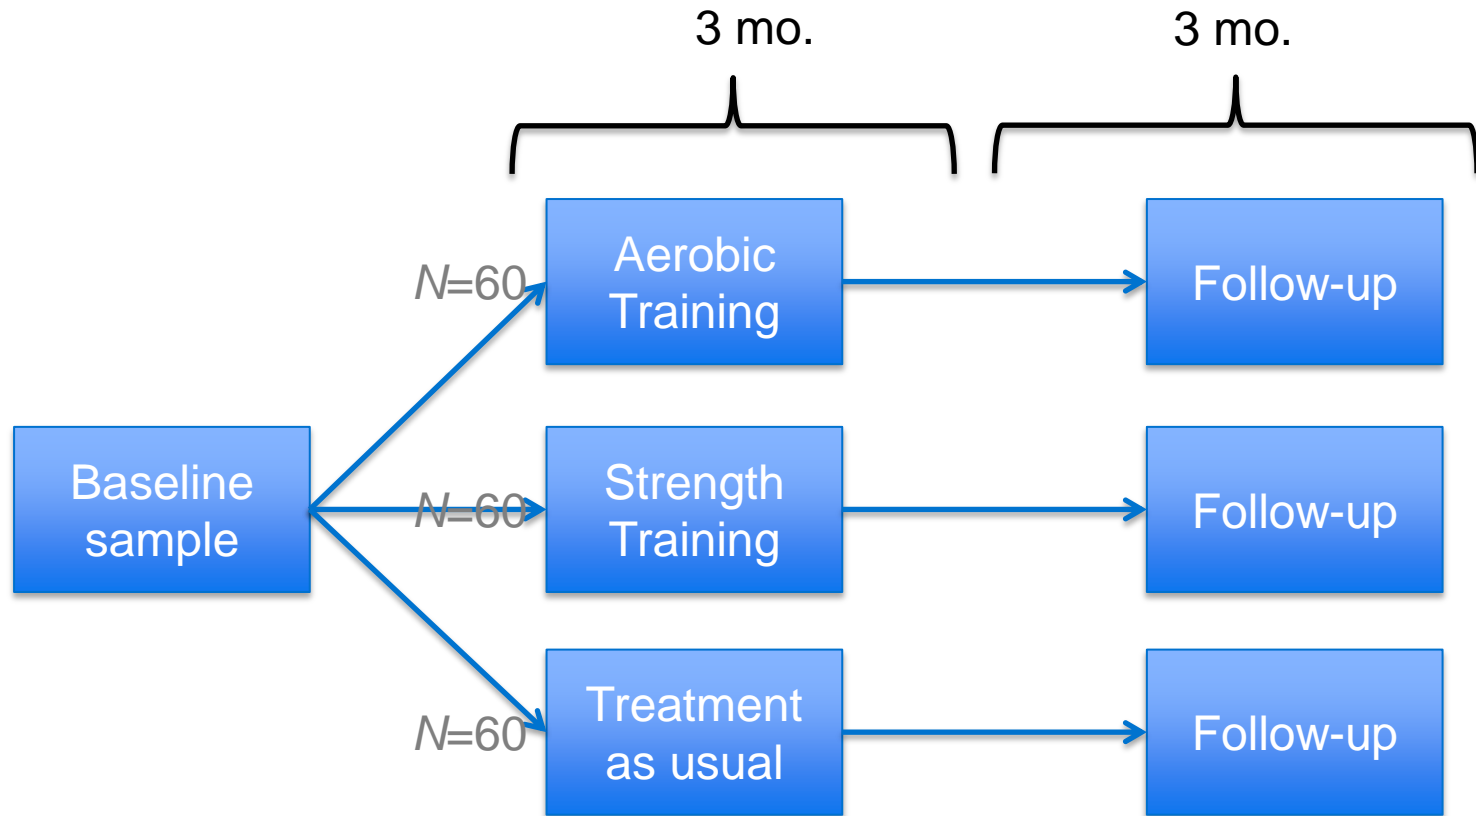 3 mo.
3 mo.
N=60
Aerobic
Training
Follow-up
Baseline
sample
N=60
Strength
Training
Follow-up
N=60
Treatment
as usual
Follow-up